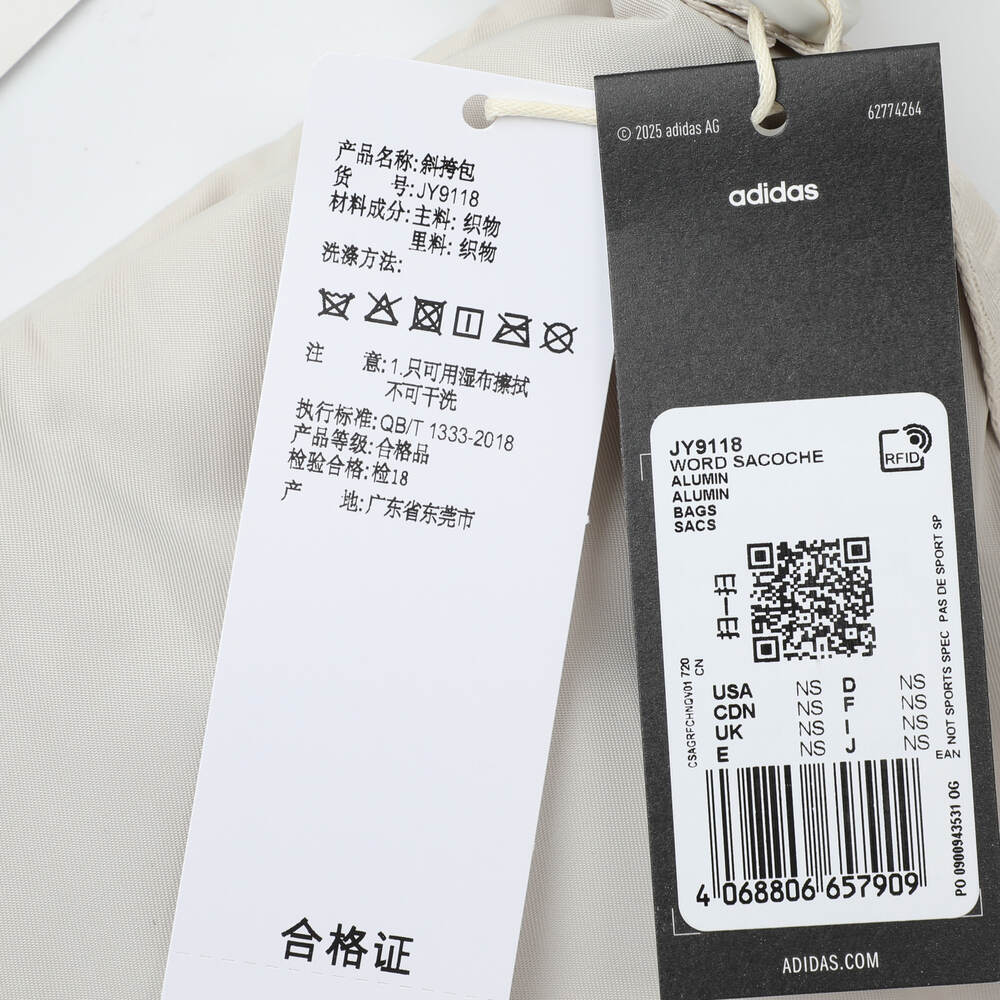 产品名称:斜挎包
货 号:JY9118
材料成分:主料: 织物
里料: 织物
洗涤方法:
注 意:1.只可用湿布擦拭
不可干洗
执行标准:QB/T 1333-2018
产品等级:合格品
检验合格:检18
产 地:广东省东莞市
合格证
© 2025 adidas AG
62774264
adidas
JY9118
WORD SACOCHE
ALUMIN
ALUMIN
BAGS
SACS
RFID
扫一扫
CSAGRFCHNQV01 720
CN
USA NS D NS
CDN NS F NS
UK NS I NS
E NS J NS
EAN NOT SPORTS SPEC PAS DE SPORT SP
PO 0900943531 OG
4 068806 657909
ADIDAS.COM